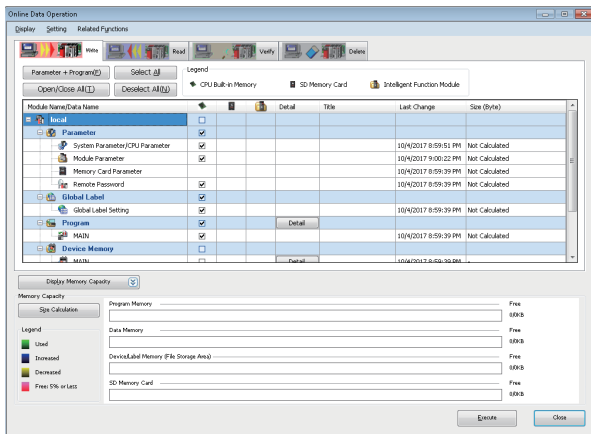 Online Data Operation
Display Setting Related Functions
Write Read Verify Delete
Parameter + Program(F) Select All
Legend
CPU Built-in Memory SD Memory Card Intelligent Function Module
Open/Close All(T) Deselect All(N)
Module Name/Data Name Detail Title Last Change Size (Byte)
local
Parameter
System Parameter/CPU Parameter 10/4/2017 8:59:51 PM Not Calculated
Module Parameter 10/4/2017 9:00:22 PM Not Calculated
Memory Card Parameter 10/4/2017 8:59:39 PM Not Calculated
Remote Password 10/4/2017 8:59:39 PM Not Calculated
Global Label
Global Label Setting 10/4/2017 8:59:39 PM Not Calculated
Program Detail
MAIN 10/4/2017 8:59:39 PM Not Calculated
Device Memory
MAIN Detail 10/4/2017 8:59:39 PM -
Display Memory Capacity
Memory Capacity
Size Calculation
Program Memory Free
0/0KB
Legend
Used
Increased
Decreased
Free: 5% or Less
Data Memory Free
0/0KB
Device/Label Memory (File Storage Area) Free
0/0KB
SD Memory Card Free
0/0KB
Execute Close